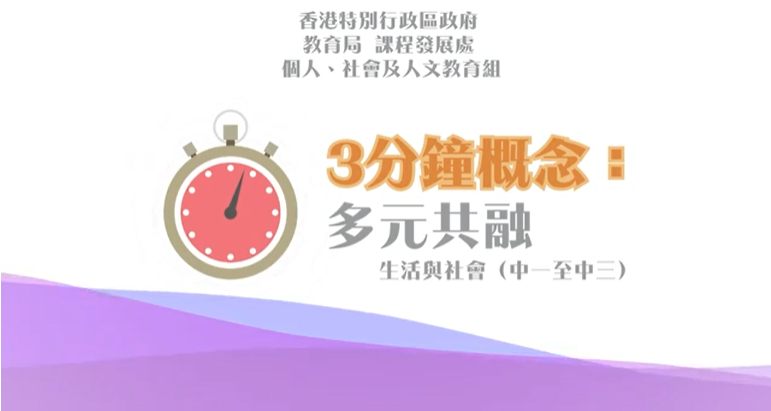 香港特別行政區政府
教育局 課程發展處
個人、社會及人文教育組
3分鐘概念：
多元共融
生活與社會（中一至中三）